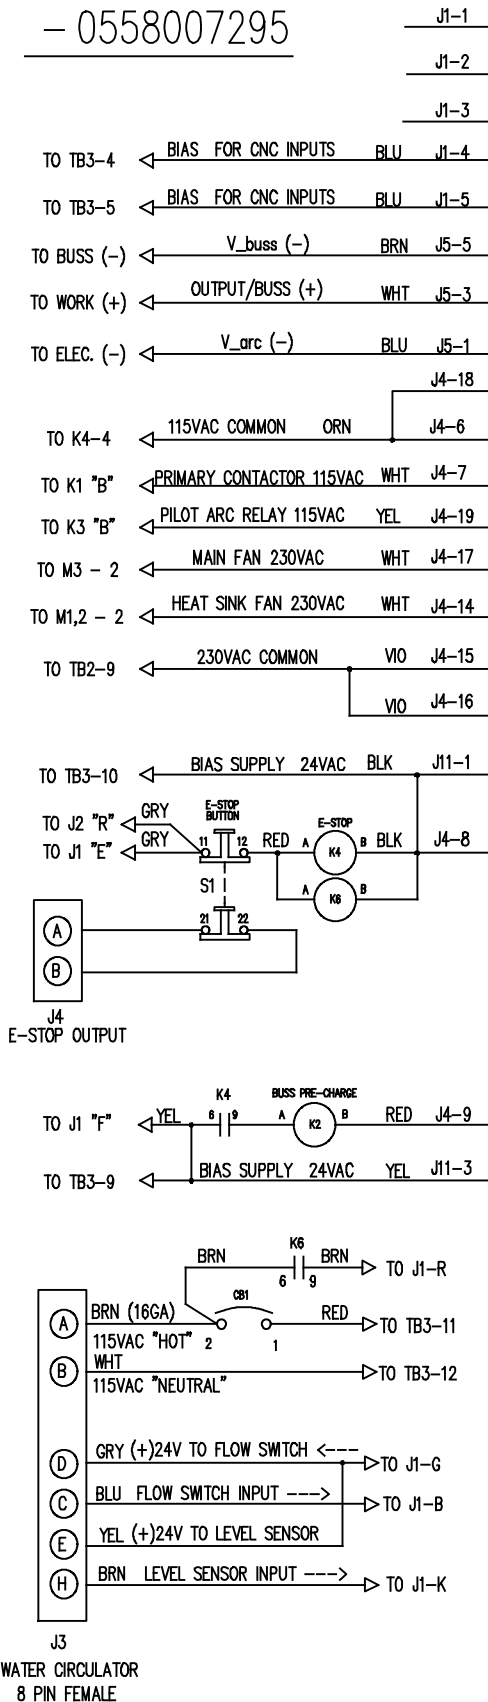 - 0558007295
J1-1
J1-2
J1-3
TO TB3-4 BIAS FOR CNC INPUTS BLU J1-4
TO TB3-5 BIAS FOR CNC INPUTS BLU J1-5
TO BUSS (-) V_buss (-) BRN J5-5
TO WORK (+) OUTPUT/BUSS (+) WHT J5-3
TO ELEC. (-) V_arc (-) BLU J5-1
J4-18
TO K4-4 115VAC COMMON ORN J4-6
TO K1 "B" PRIMARY CONTACTOR 115VAC WHT J4-7
TO K3 "B" PILOT ARC RELAY 115VAC YEL J4-19
TO M3 - 2 MAIN FAN 230VAC WHT J4-17
TO M1,2 - 2 HEAT SINK FAN 230VAC WHT J4-14
TO TB2-9 230VAC COMMON VIO J4-15
VIO J4-16
TO TB3-10 BIAS SUPPLY 24VAC BLK J11-1
E-STOP
BUTTON
TO J2 "R" GRY
E-STOP
TO J1 "E" GRY 11 12 RED A K4 B BLK J4-8
S1
A K6 B
21 22
A
B
J4
E-STOP OUTPUT
K4 BUSS PRE-CHARGE
TO J1 "F" YEL 6 9 A K2 B RED J4-9
TO TB3-9 BIAS SUPPLY 24VAC YEL J11-3
K6
BRN BRN TO J1-R
6 9
CB1
A BRN (16GA) RED TO TB3-11
115VAC "HOT" 2 1
B WHT TO TB3-12
115VAC "NEUTRAL"
D GRY (+)24V TO FLOW SWITCH <--- TO J1-G
C BLU FLOW SWITCH INPUT ---> TO J1-B
E YEL (+)24V TO LEVEL SENSOR
H BRN LEVEL SENSOR INPUT ---> TO J1-K
J3
WATER CIRCULATOR
8 PIN FEMALE